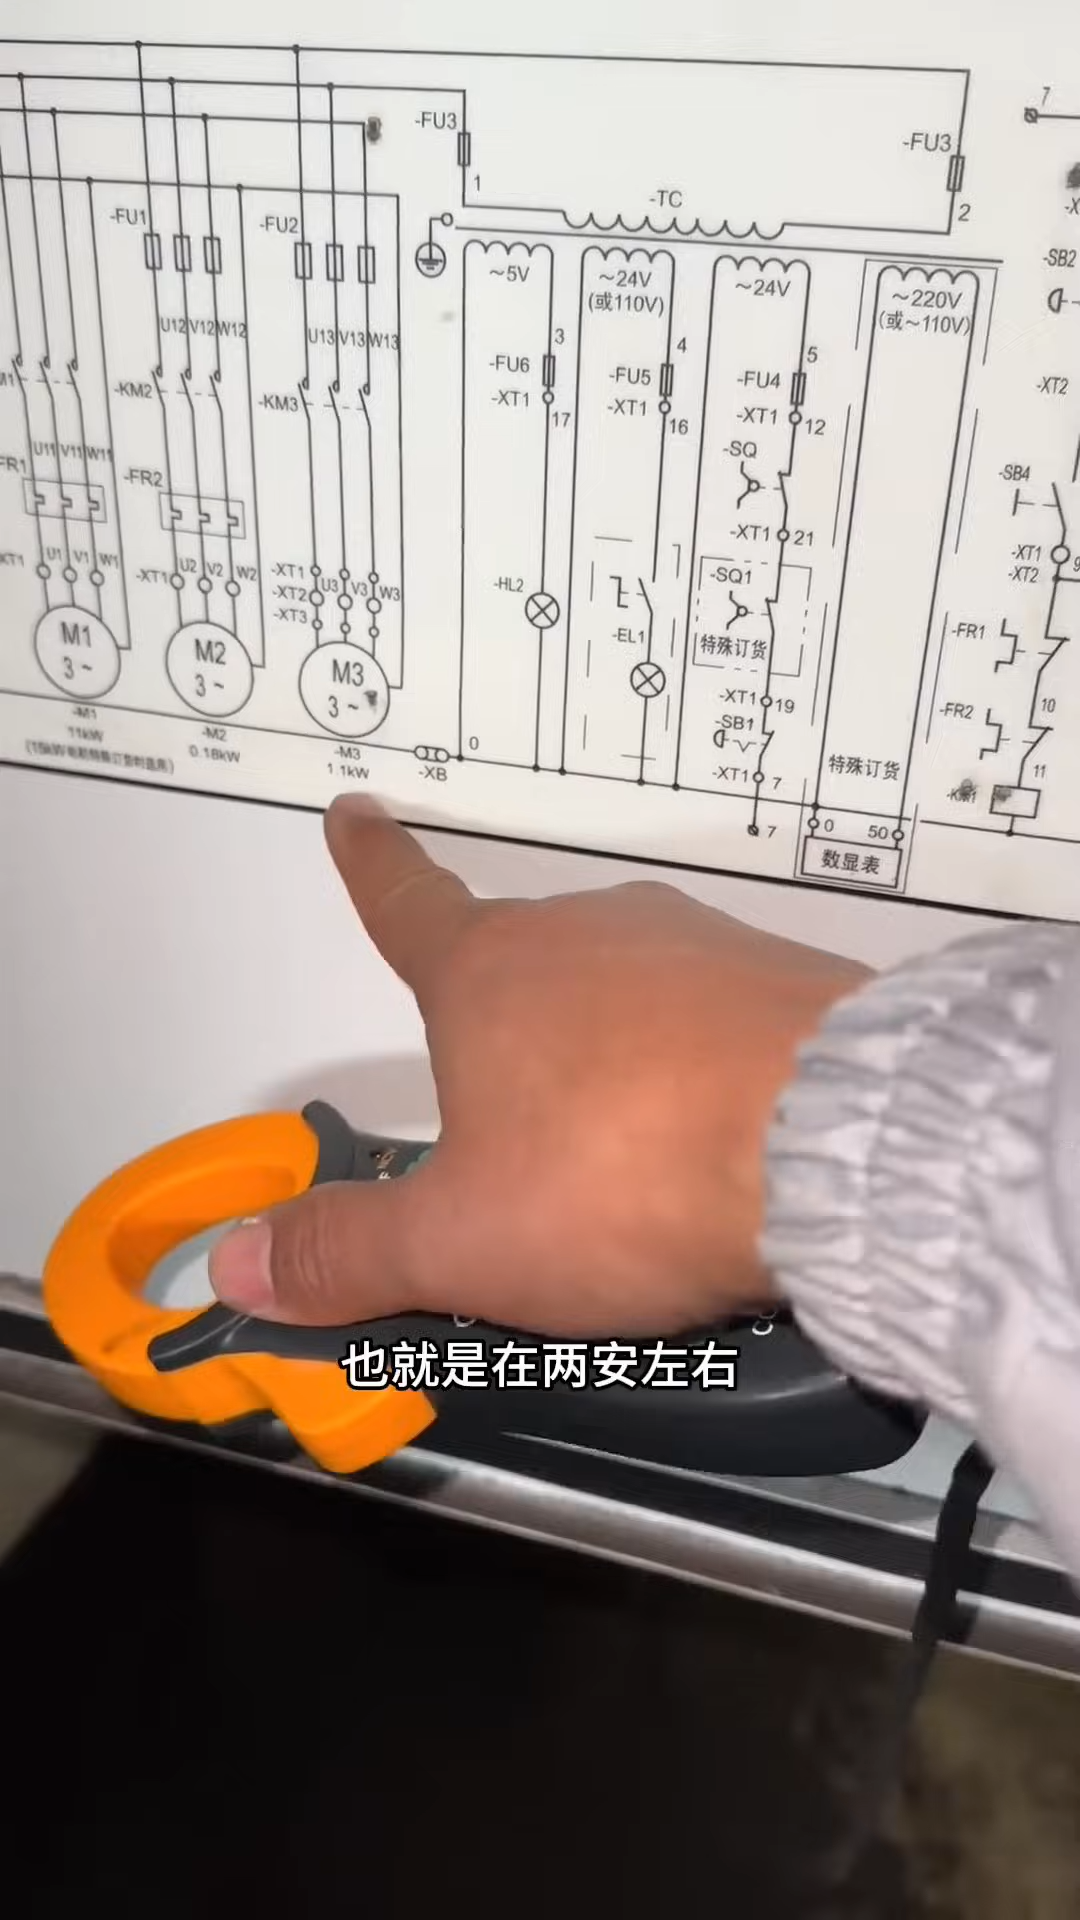 -FU3
-FU3
7
1
-TC
2
-FU1
-FU2
~5V
~24V
(或110V)
~24V
~220V
(或~110V)
-SB2
U12 V12 W12
U13 V13 W13
3
4
5
-FU6
-FU5
-FU4
-KM2
-KM3
-XT1
-XT1
-XT1
17
16
12
-XT2
U11 V11 W11
-FR2
-SQ
-SB4
-XT1
21
-XT1
-XT2
U1 V1 W1
-XT1
U2 V2 W2
-XT1
-XT2
-XT3
U3 V3 W3
-HL2
-SQ1
-EL1
特殊订货
-FR1
M1
3~
M2
3~
M3
3~
-XT1
19
-SB1
-FR2
10
-M1
11kW
-M2
0.18kW
-M3
1.1kW
-XB
0
-XT1
7
特殊订货
11
7
0
50
数显表
也就是在两安左右